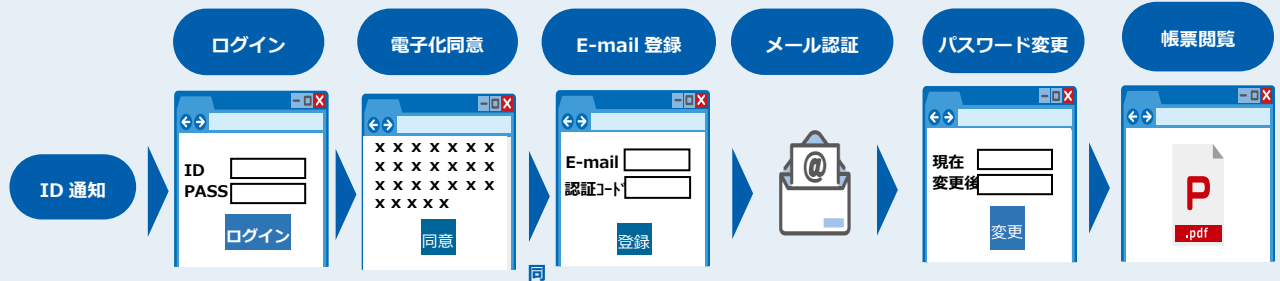 ログイン
電子化同意
E-mail 登録
メール認証
パスワード変更
帳票閲覧
ID 通知
ID
PASS
ログイン
x x x x x x x
x x x x x x x
x x x x x x x
x x x x x
同意
同
E-mail
認証コード
登録
@
現在
変更後
変更
P
.pdf